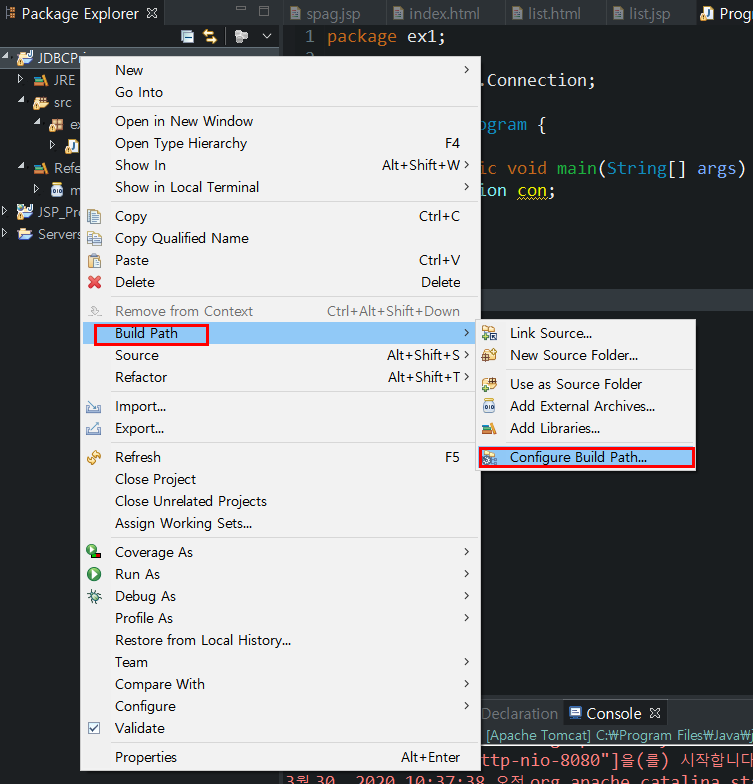 Package Explorer
spag.jsp
index.html
list.html
list.jsp
Prog
1 package ex1;
.Connection;
ogram {
ic void main(String[] args)
ion con;
JDBCPr
JRE
src
ex
Refe
m
JSP_Pr
Servers
New
Go Into
Open in New Window
Open Type Hierarchy F4
Show In Alt+Shift+W
Show in Local Terminal
Copy Ctrl+C
Copy Qualified Name
Paste Ctrl+V
Delete Delete
Remove from Context Ctrl+Alt+Shift+Down
Build Path
Source Alt+Shift+S
Refactor Alt+Shift+T
Import...
Export...
Refresh F5
Close Project
Close Unrelated Projects
Assign Working Sets...
Coverage As
Run As
Debug As
Profile As
Restore from Local History...
Team
Compare With
Configure
Validate
Properties Alt+Enter
Link Source...
New Source Folder...
Use as Source Folder
Add External Archives...
Add Libraries...
Configure Build Path...
Declaration
Console
[Apache Tomcat] C:₩Program Files₩Java₩j
ttp-nio-8080"]을(를) 시작합니다
3월 30, 2020 10:37:38 오전 org.apache.catalina.st